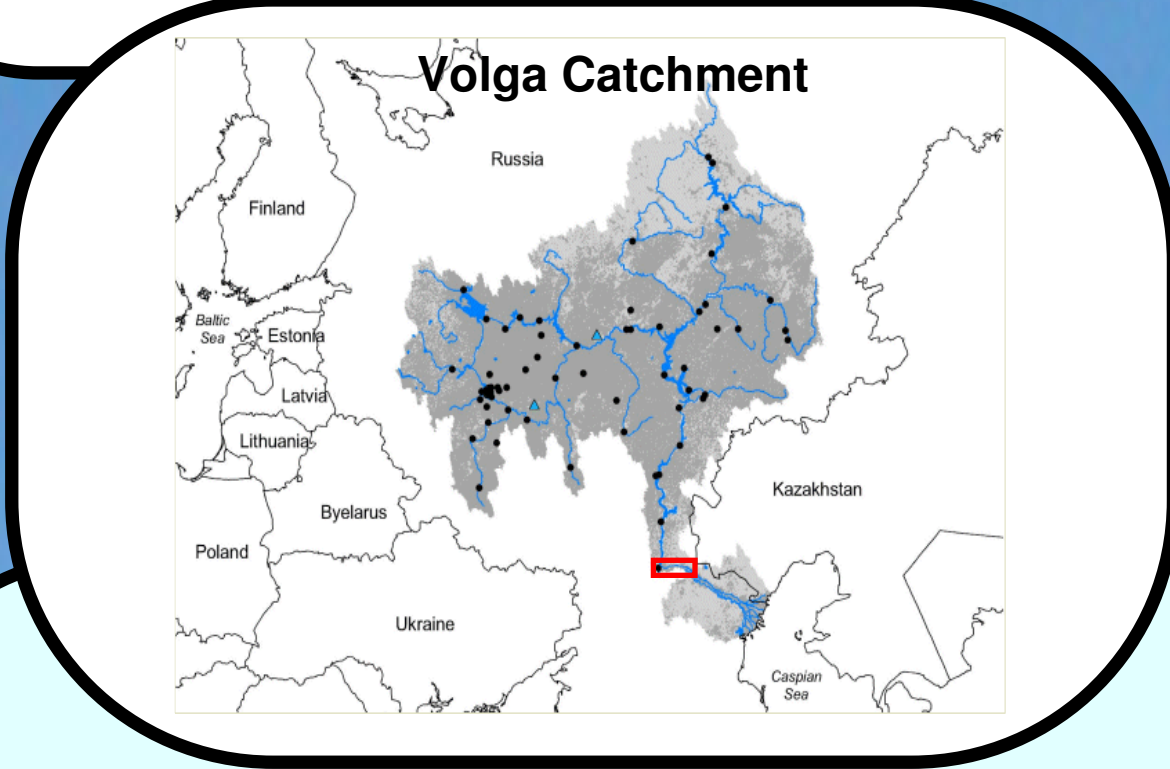 Volga Catchment
Russia
Finland
Baltic
Sea
Estonia
Latvia
Lithuania
Kazakhstan
Byelarus
Poland
Ukraine
Caspian
Sea